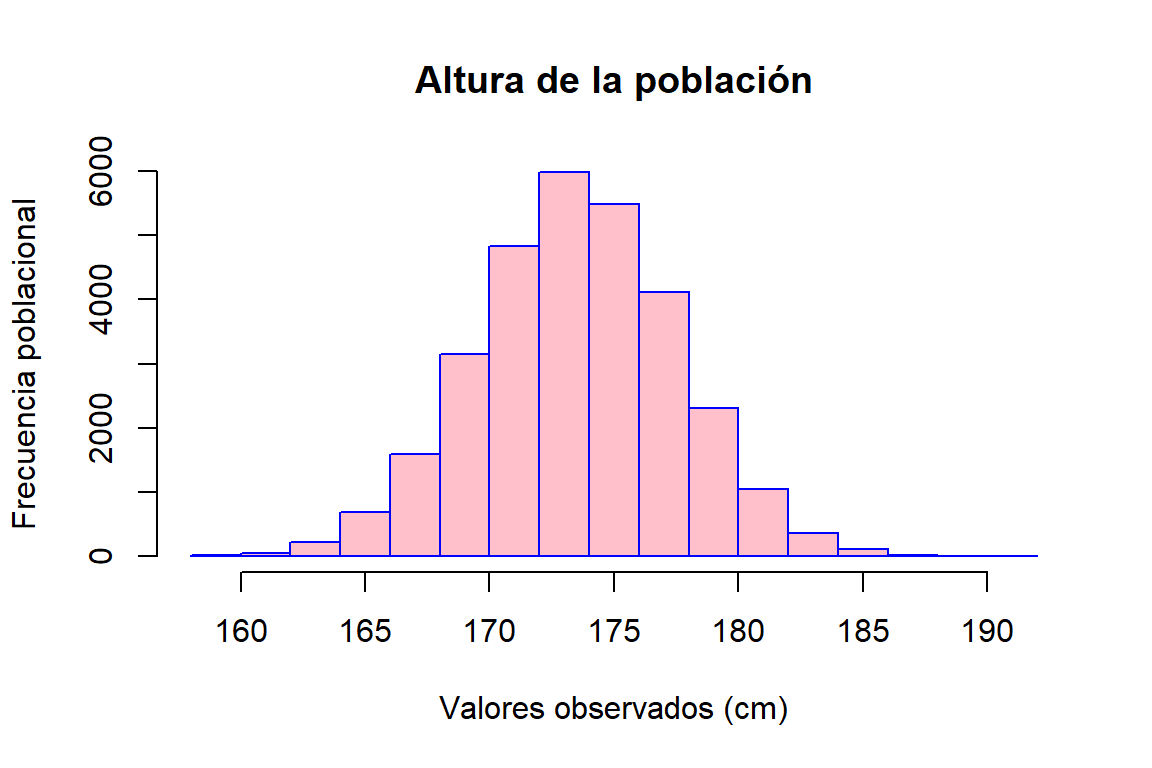 Altura de la población
Frecuencia poblacional
6000
4000
2000
0
160 165 170 175 180 185 190
Valores observados (cm)